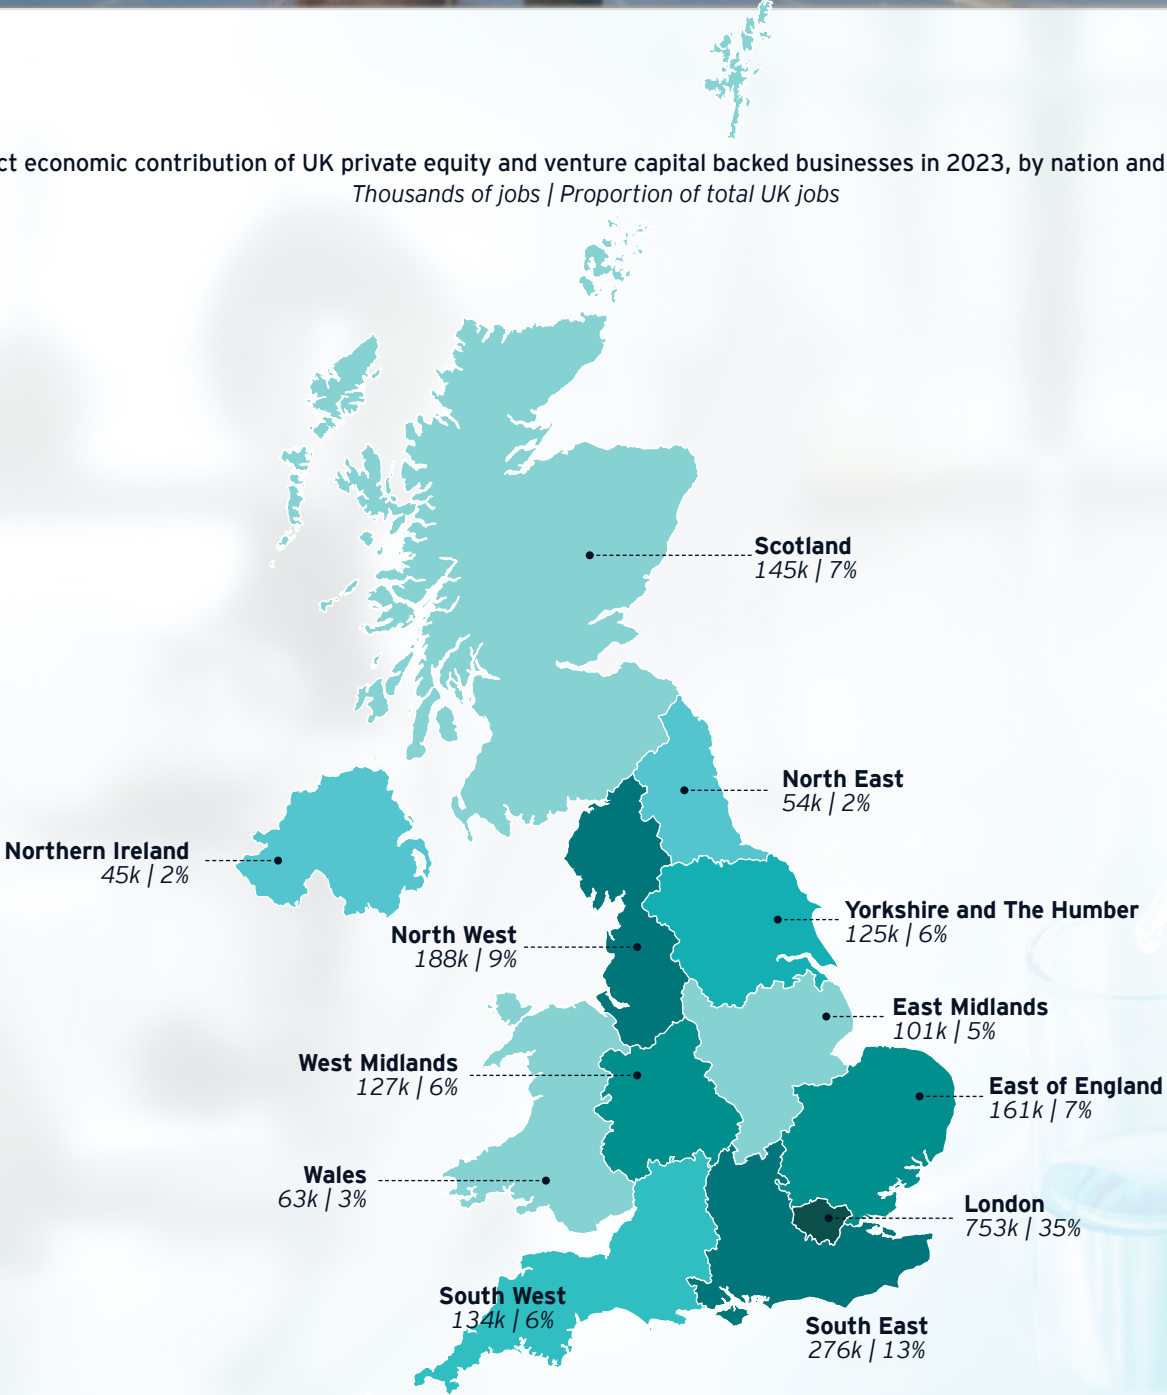 economic contribution of UK private equity and venture capital backed businesses in 2023, by nation and
Thousands of jobs | Proportion of total UK jobs
Scotland
145k | 7%
North East
54k | 2%
Northern Ireland
45k | 2%
Yorkshire and The Humber
125k | 6%
North West
188k | 9%
East Midlands
101k | 5%
West Midlands
127k | 6%
East of England
161k | 7%
Wales
63k | 3%
London
753k | 35%
South West
134k | 6%
South East
276k | 13%